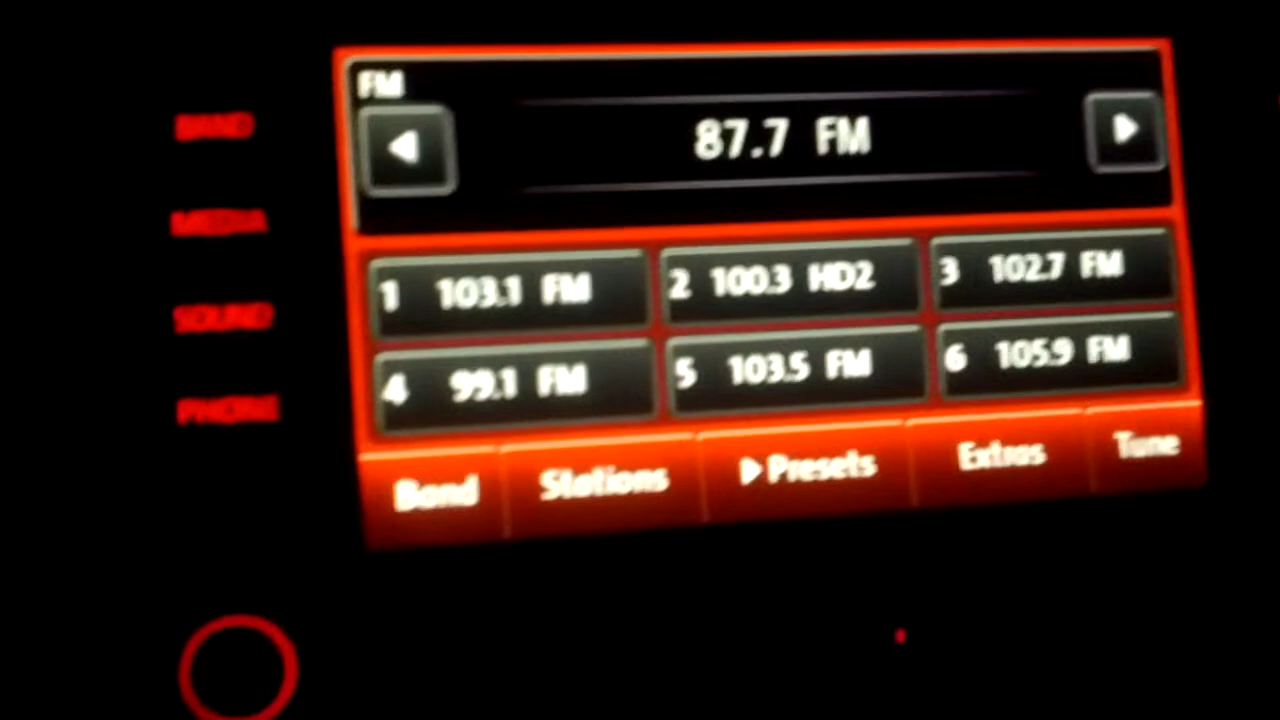 FM
87.7 FM
BAND
MEDIA
SOUND
PHONE
1 103.1 FM
2 100.3 HD2
3 102.7 FM
4 99.1 FM
5 103.5 FM
6 105.9 FM
Band
Stations
Presets
Extras
Tune